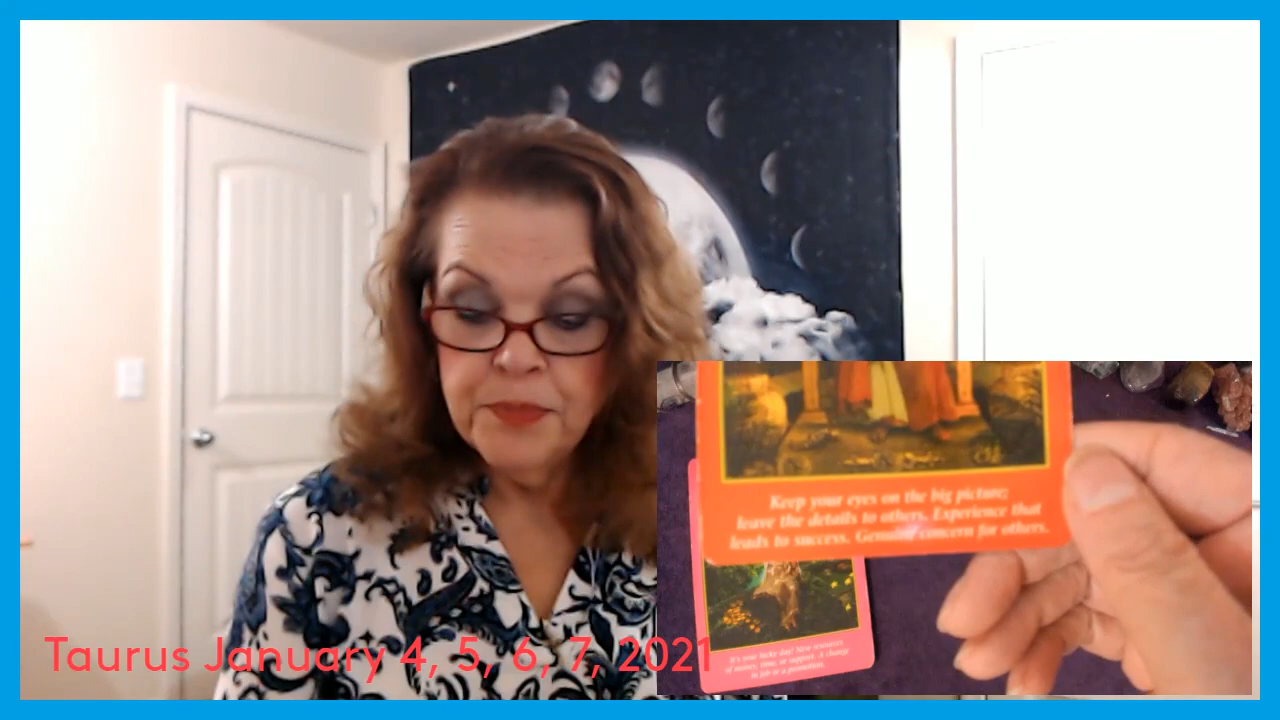 Keep your eyes on the big picture;
leave the details to others. Experience that
leads to success. Genuine concern for others.
It's your lucky day! New resources
of money, time, or support. A change
in job or a promotion.
Taurus January 4, 5, 6, 7, 2021